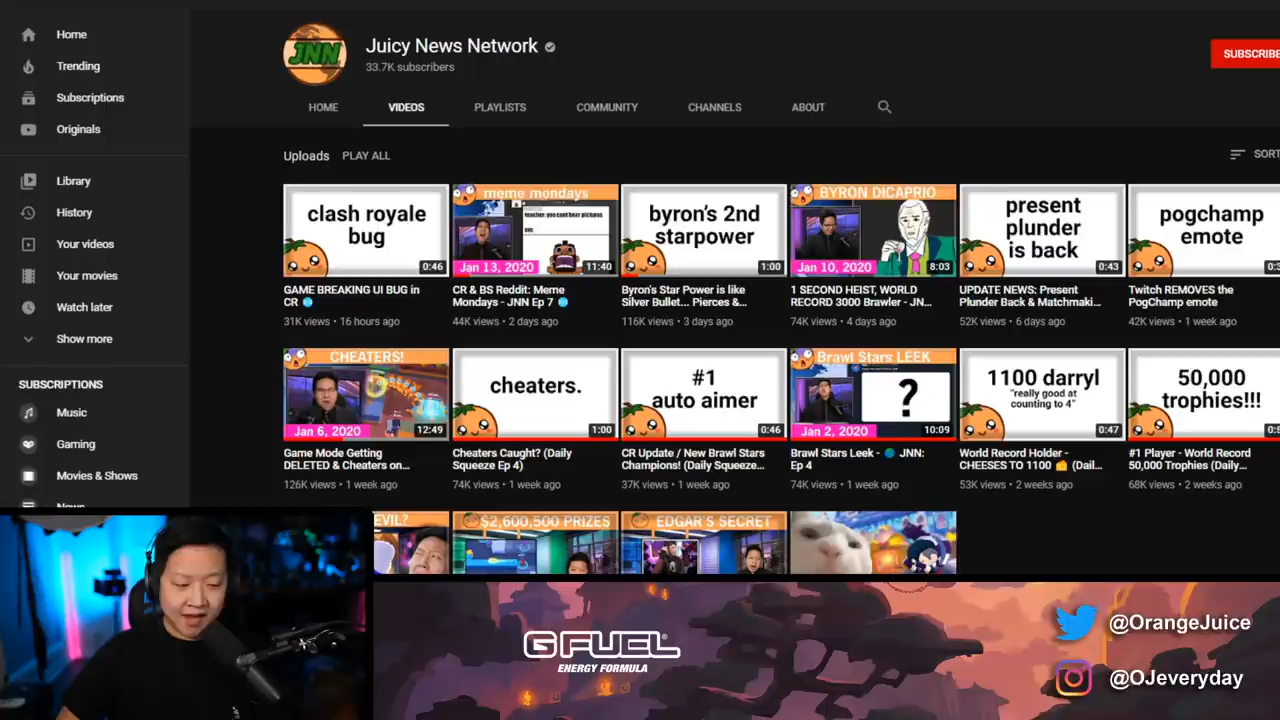 Home
Trending
Subscriptions
Originals
Library
History
Your videos
Your movies
Watch later
Show more
SUBSCRIPTIONS
Music
Gaming
Movies & Shows
News
JNN
Juicy News Network
33.7K subscribers
SUBSCRIBE
HOME VIDEOS PLAYLISTS COMMUNITY CHANNELS ABOUT
Uploads PLAY ALL
SORT
clash royale
bug
0:46
GAME BREAKING UI BUG in
CR
31K views • 16 hours ago
meme mondays
Jan 13, 2020
11:40
CR & BS Reddit: Meme
Mondays - JNN Ep 7
44K views • 2 days ago
byron's 2nd
starpower
1:00
Byron's Star Power is like
Silver Bullet... Pierces &...
116K views • 3 days ago
BYRON DICAPRIO
Jan 10, 2020
8:03
1 SECOND HEIST, WORLD
RECORD 3000 Brawler - JN...
74K views • 4 days ago
present
plunder
is back
0:43
UPDATE NEWS: Present
Plunder Back & Matchmaki...
52K views • 6 days ago
pogchamp
emote
Twitch REMOVES the
PogChamp emote
42K views • 1 week ago
CHEATERS!
Jan 6, 2020
12:49
Game Mode Getting
DELETED & Cheaters on...
126K views • 1 week ago
cheaters.
1:00
Cheaters Caught? (Daily
Squeeze Ep 4)
74K views • 1 week ago
#1
auto aimer
0:46
CR Update / New Brawl Stars
Champions! (Daily Squeeze...
37K views • 1 week ago
Brawl Stars LEEK
?
Jan 2, 2020
10:09
Brawl Stars Leek - JNN:
Ep 4
74K views • 1 week ago
1100 darryl
"really good at
counting to 4"
0:47
World Record Holder -
CHEESES TO 1100 (Dail...
53K views • 2 weeks ago
50,000
trophies!!!
#1 Player - World Record
50,000 Trophies (Daily...
68K views • 2 weeks ago
EVIL?
$2,600,500 PRIZES
EDGAR'S SECRET
G FUEL
ENERGY FORMULA
@OrangeJuice
@OJeveryday